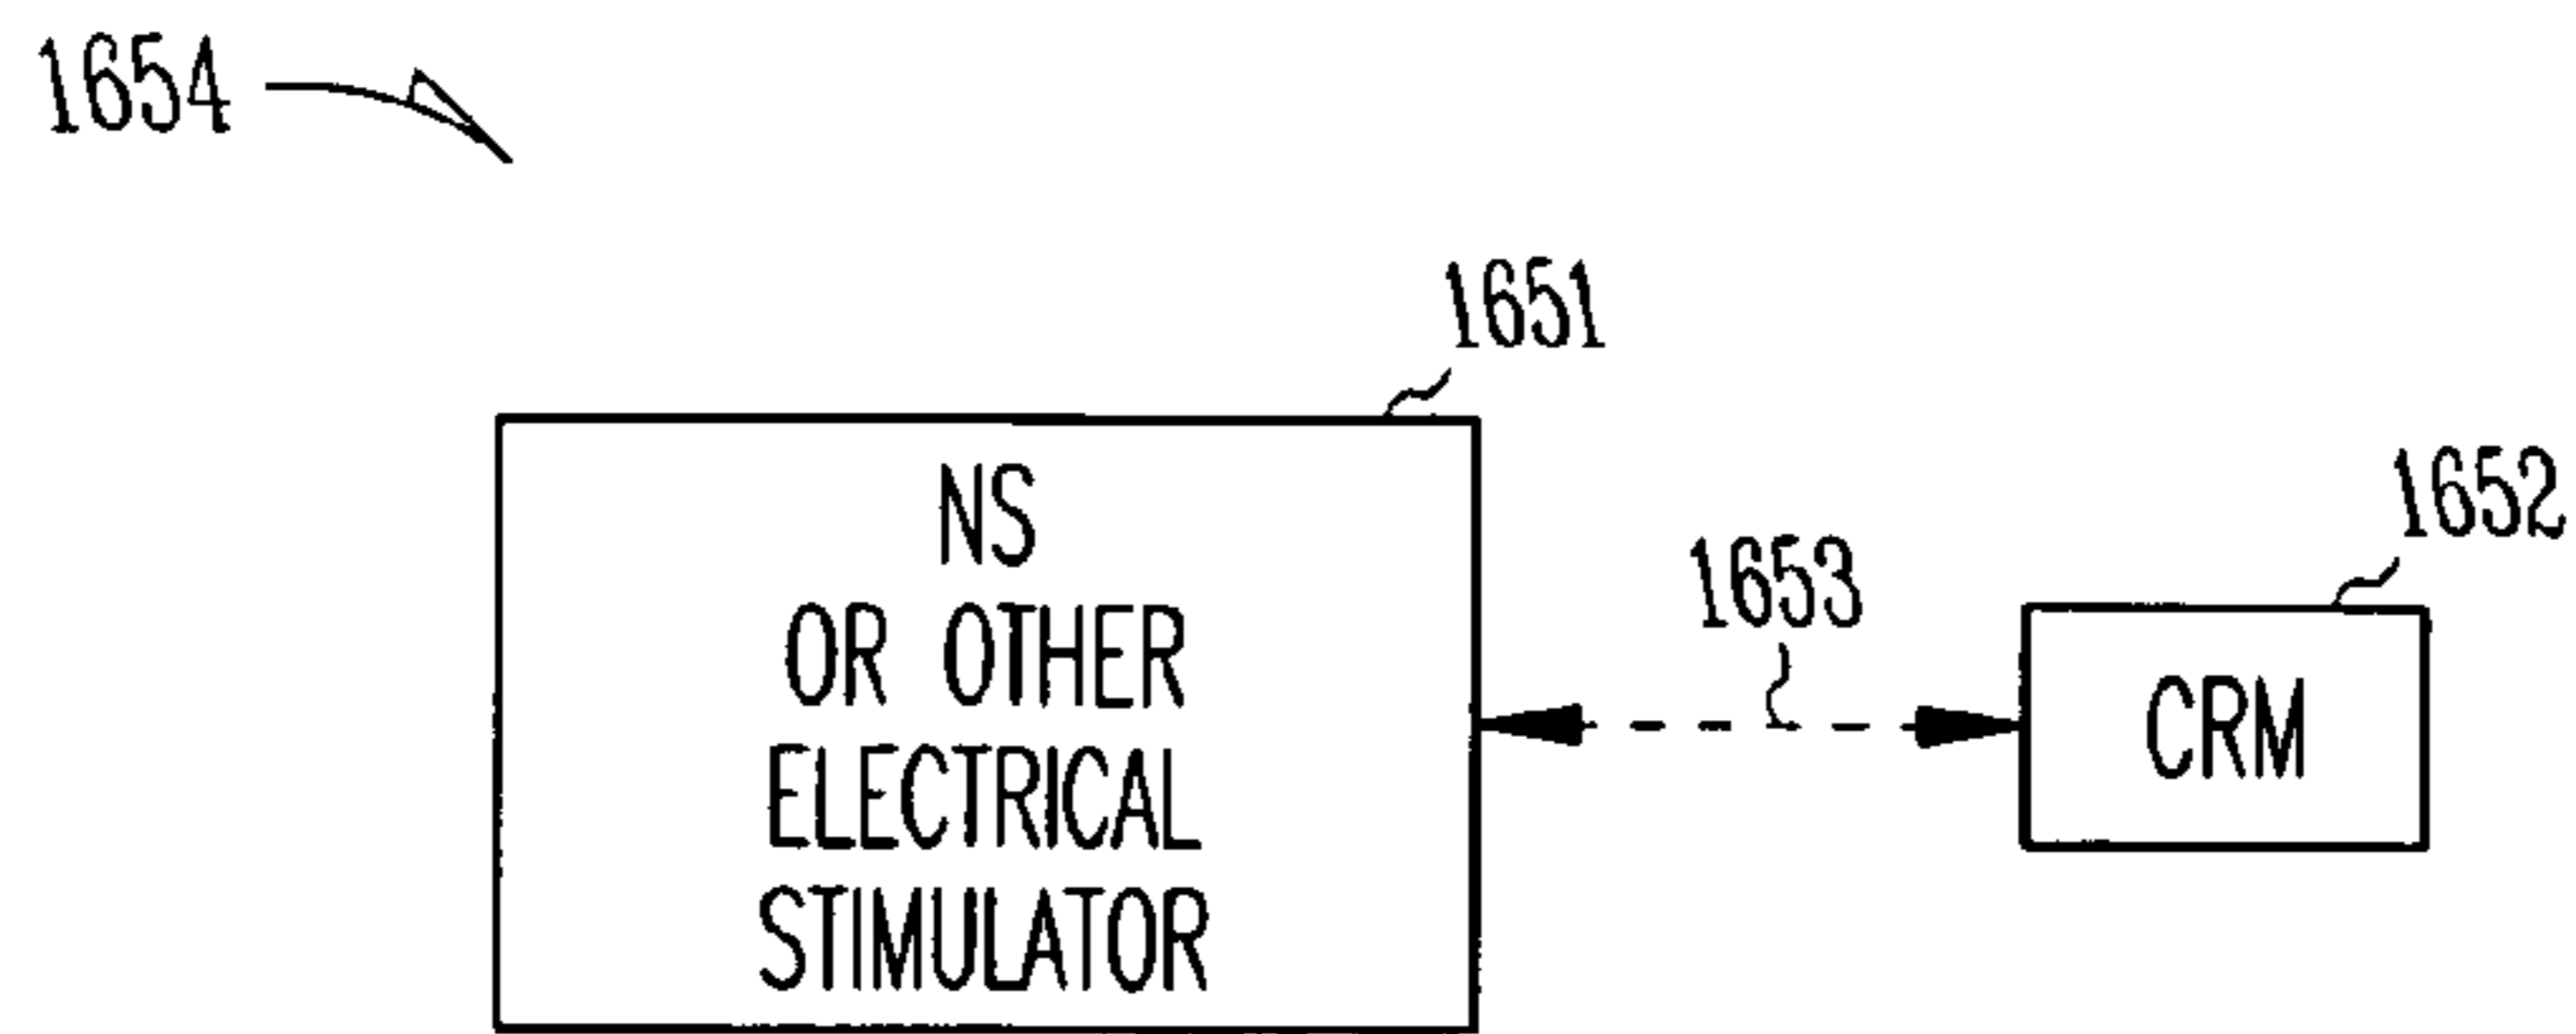 1654
1651
NS
OR OTHER
ELECTRICAL
STIMULATOR
1653
1652
CRM